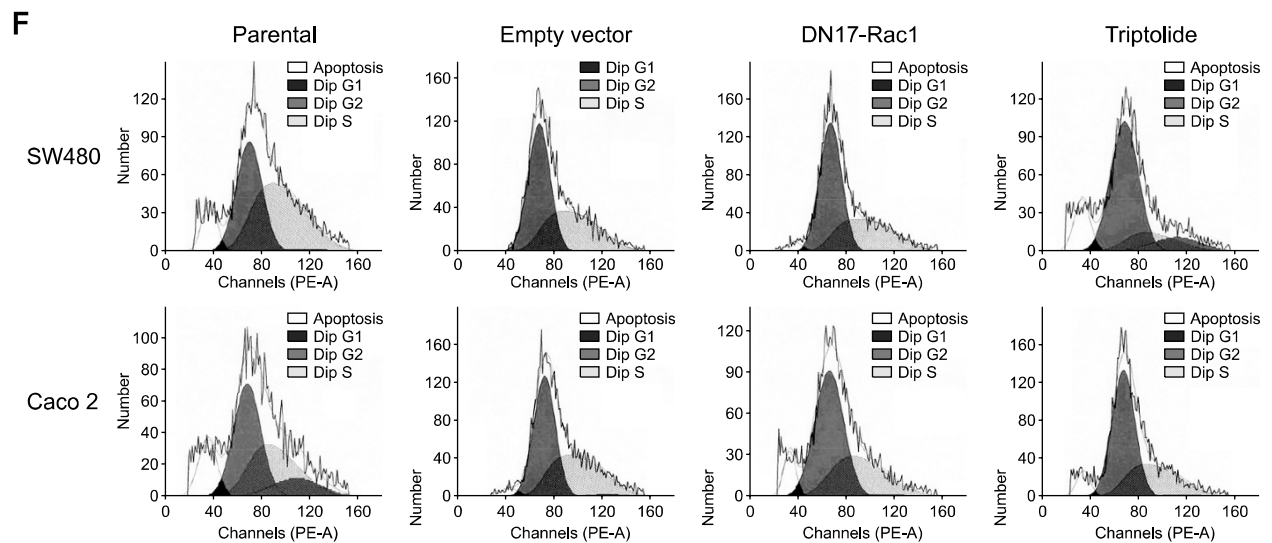 F
Parental
Empty vector
DN17-Rac1
Triptolide
SW480
Number
120
90
60
30
0
Apoptosis
Dip G1
Dip G2
Dip S
0 40 80 120 160
Channels (PE-A)
Number
160
120
80
40
0
Dip G1
Dip G2
Dip S
0 40 80 120 160
Channels (PE-A)
Number
160
120
80
40
0
Apoptosis
Dip G1
Dip G2
Dip S
0 40 80 120 160
Channels (PE-A)
Number
120
90
60
30
0
Apoptosis
Dip G1
Dip G2
Dip S
0 40 80 120 160
Channels (PE-A)
Caco 2
Number
100
80
60
40
20
0
Apoptosis
Dip G1
Dip G2
Dip S
0 40 80 120 160
Channels (PE-A)
Number
160
120
80
40
0
Apoptosis
Dip G1
Dip G2
Dip S
0 40 80 120 160
Channels (PE-A)
Number
120
90
60
30
0
Apoptosis
Dip G1
Dip G2
Dip S
0 40 80 120 160
Channels (PE-A)
Number
160
120
80
40
0
Apoptosis
Dip G1
Dip G2
Dip S
0 40 80 120 160
Channels (PE-A)